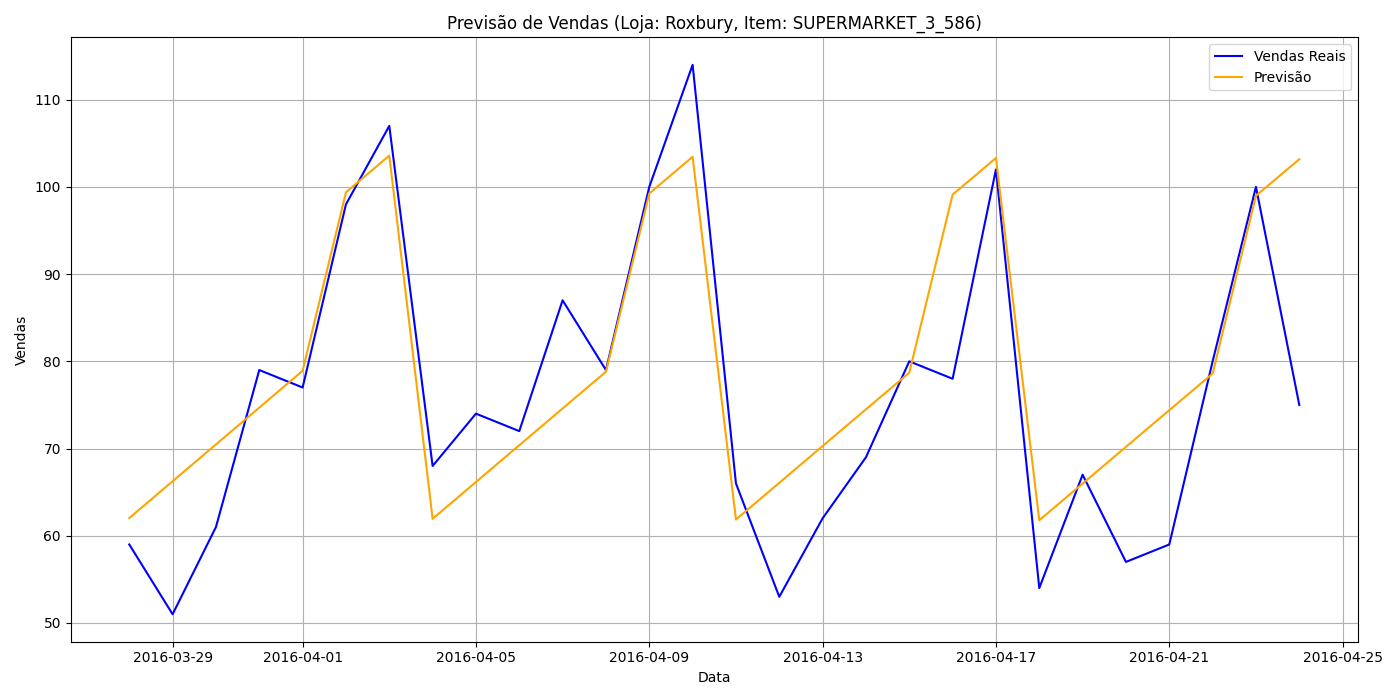 Previsão de Vendas (Loja: Roxbury, Item: SUPERMARKET_3_586)
Vendas Reais
Previsão
110
100
90
80
70
60
50
Vendas
2016-03-29 2016-04-01 2016-04-05 2016-04-09 2016-04-13 2016-04-17 2016-04-21 2016-04-25
Data